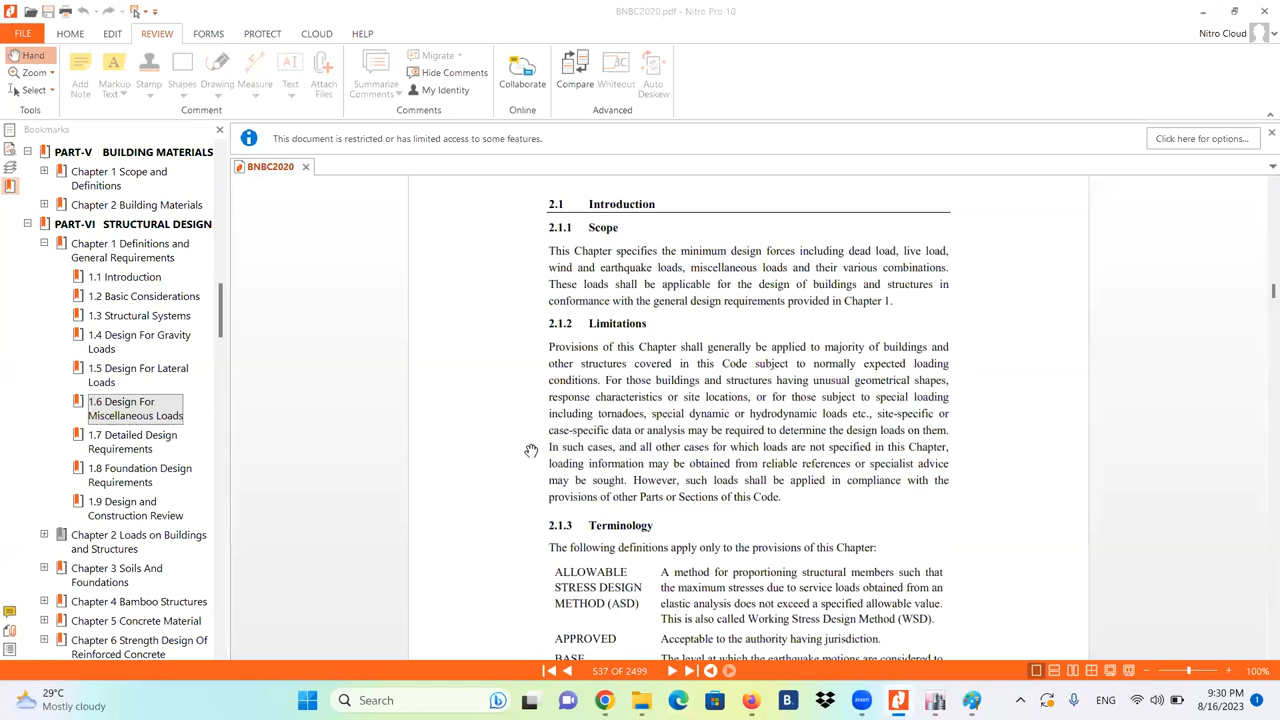 BNBC2020.pdf - Nitro Pro 10
FILE
HOME
EDIT
REVIEW
FORMS
PROTECT
CLOUD
HELP
Nitro Cloud
Hand
Zoom
Select
Tools
Add
Note
Markup
Text
Stamp
Shapes
Drawing
Measure
Text
Attach
Files
Comment
Summarize
Comments
Migrate
Hide Comments
My Identity
Comments
Collaborate
Online
Compare
Whiteout
Auto
Deskew
Advanced
Bookmarks
This document is restricted or has limited access to some features.
Click here for options...
BNBC2020
PART-V BUILDING MATERIALS
Chapter 1 Scope and
Definitions
Chapter 2 Building Materials
PART-VI STRUCTURAL DESIGN
Chapter 1 Definitions and
General Requirements
1.1 Introduction
1.2 Basic Considerations
1.3 Structural Systems
1.4 Design For Gravity
Loads
1.5 Design For Lateral
Loads
1.6 Design For
Miscellaneous Loads
1.7 Detailed Design
Requirements
1.8 Foundation Design
Requirements
1.9 Design and
Construction Review
Chapter 2 Loads on Buildings
and Structures
Chapter 3 Soils And
Foundations
Chapter 4 Bamboo Structures
Chapter 5 Concrete Material
Chapter 6 Strength Design Of
Reinforced Concrete
2.1 Introduction
2.1.1 Scope
This Chapter specifies the minimum design forces including dead load, live load,
wind and earthquake loads, miscellaneous loads and their various combinations.
These loads shall be applicable for the design of buildings and structures in
conformance with the general design requirements provided in Chapter 1.
2.1.2 Limitations
Provisions of this Chapter shall generally be applied to majority of buildings and
other structures covered in this Code subject to normally expected loading
conditions. For those buildings and structures having unusual geometrical shapes,
response characteristics or site locations, or for those subject to special loading
including tornadoes, special dynamic or hydrodynamic loads etc., site-specific or
case-specific data or analysis may be required to determine the design loads on them.
In such cases, and all other cases for which loads are not specified in this Chapter,
loading information may be obtained from reliable references or specialist advice
may be sought. However, such loads shall be applied in compliance with the
provisions of other Parts or Sections of this Code.
2.1.3 Terminology
The following definitions apply only to the provisions of this Chapter:
ALLOWABLE A method for proportioning structural members such that
STRESS DESIGN the maximum stresses due to service loads obtained from an
METHOD (ASD) elastic analysis does not exceed a specified allowable value.
This is also called Working Stress Design Method (WSD).
APPROVED Acceptable to the authority having jurisdiction.
BASE The level at which the earthquake motions are considered to
537 OF 2499
100%
29°C
Mostly cloudy
Search
B.
zoom
ENG
9:30 PM
8/16/2023
1